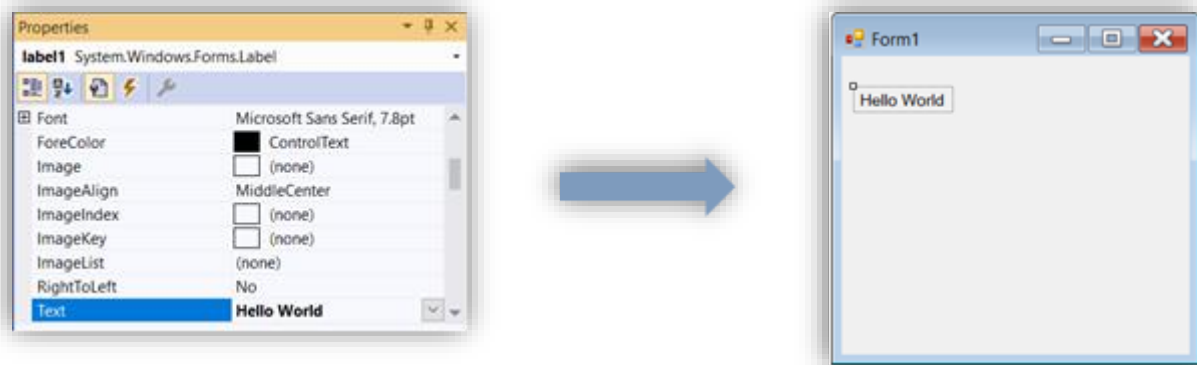 Properties
label1 System.Windows.Forms.Label
Font Microsoft Sans Serif, 7.8pt
ForeColor ControlText
Image (none)
ImageAlign MiddleCenter
ImageIndex (none)
ImageKey (none)
ImageList (none)
RightToLeft No
Text Hello World
Form1
Hello World